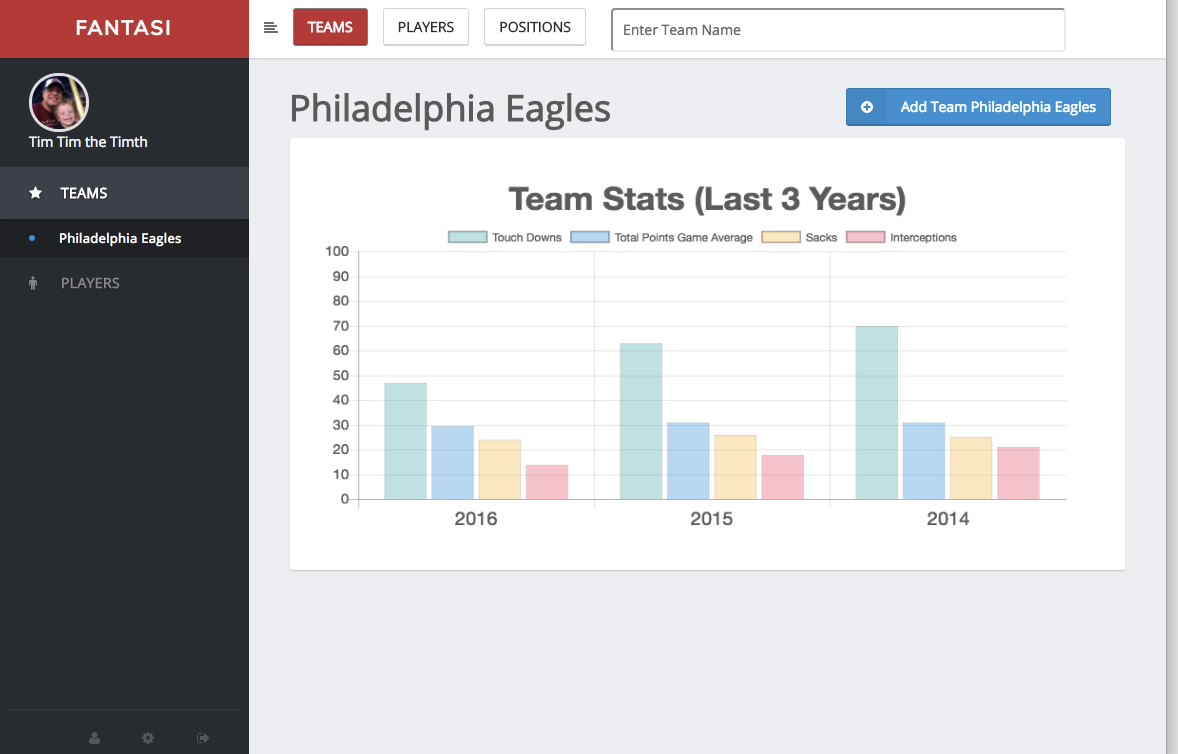 FANTASI
TEAMS PLAYERS POSITIONS Enter Team Name
Tim Tim the Timth
TEAMS
Philadelphia Eagles
PLAYERS
Philadelphia Eagles
Add Team Philadelphia Eagles
Team Stats (Last 3 Years)
Touch Downs Total Points Game Average Sacks Interceptions
100
90
80
70
60
50
40
30
20
10
0
2016 2015 2014